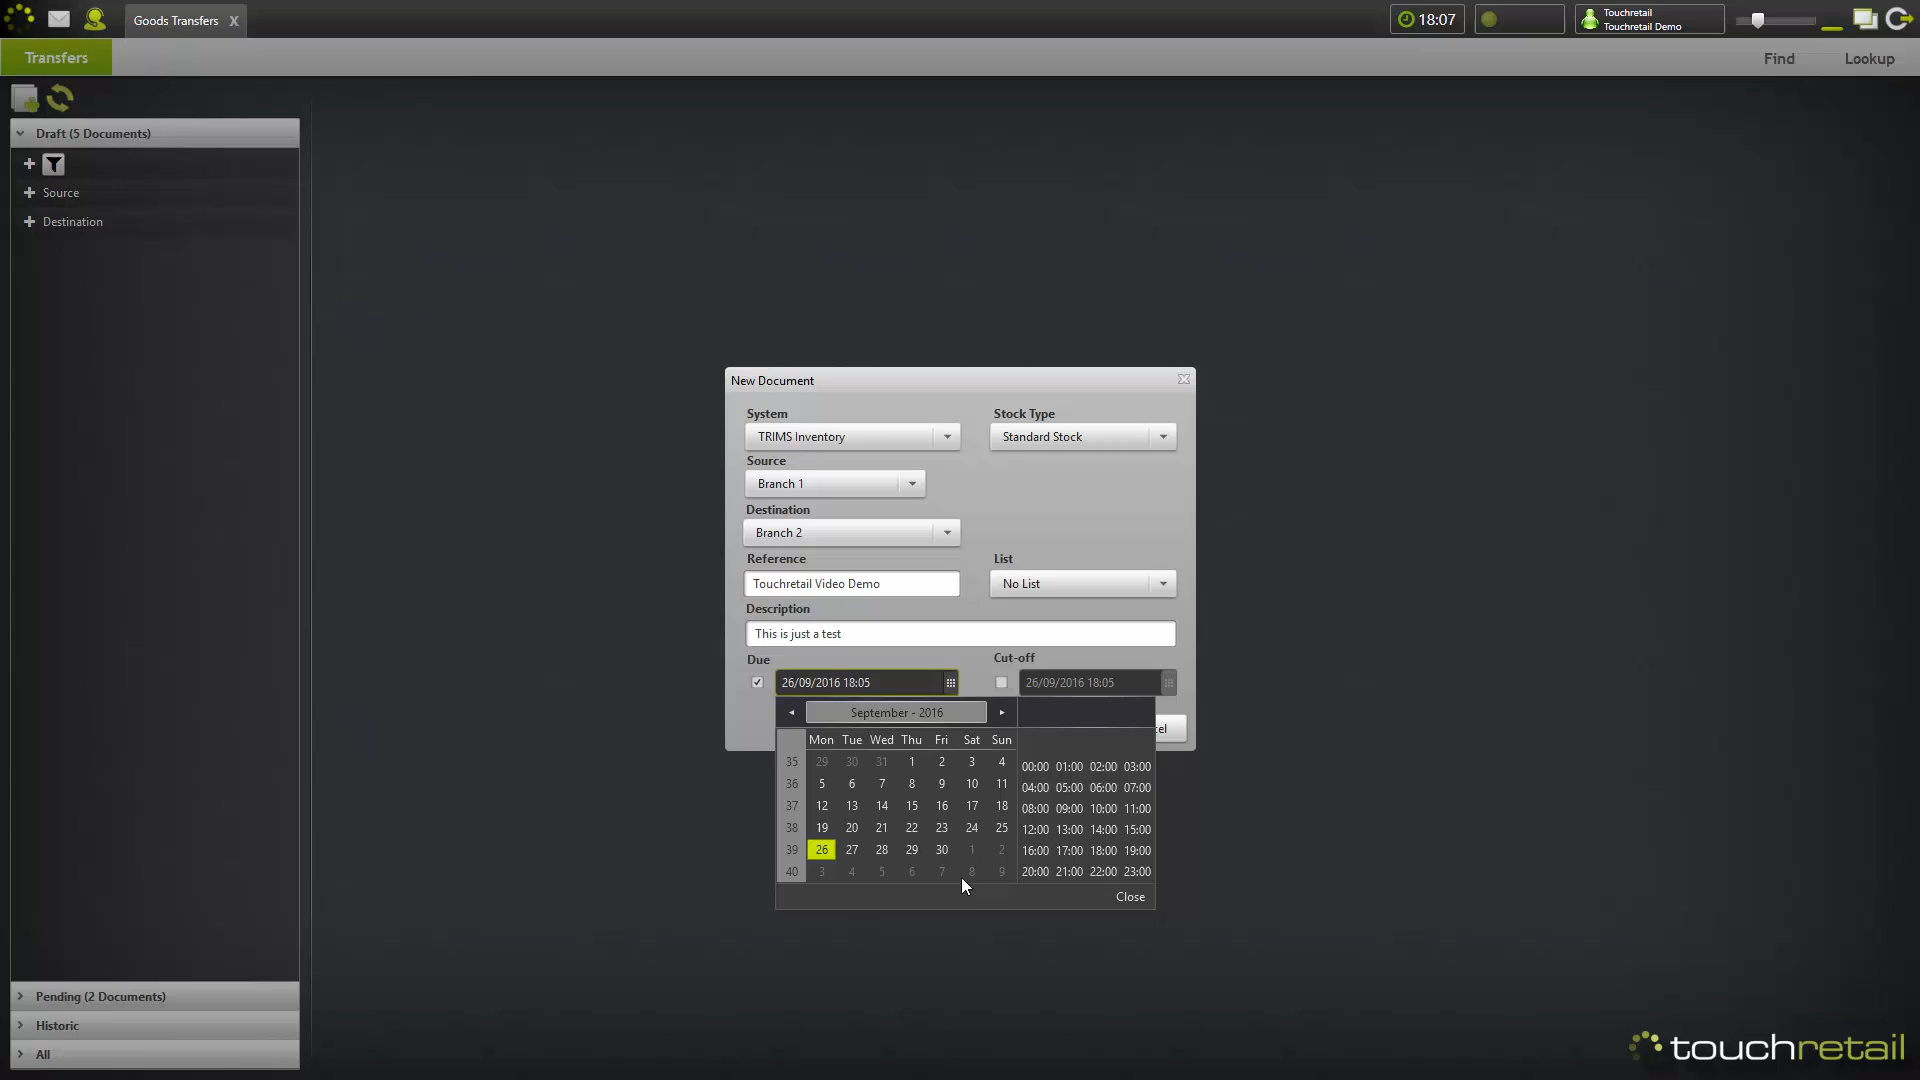 Goods Transfers X
18:07
Touchretail
Touchretail Demo
Transfers
Find
Lookup
Draft (5 Documents)
Source
Destination
New Document
System
Stock Type
TRIMS Inventory
Standard Stock
Source
Branch 1
Destination
Branch 2
Reference
List
Touchretail Video Demo
No List
Description
This is just a test
Due
Cut-off
26/09/2016 18:05
26/09/2016 18:05
September - 2016
cel
Mon Tue Wed Thu Fri Sat Sun
35 29 30 31 1 2 3 4
00:00 01:00 02:00 03:00
36 5 6 7 8 9 10 11
04:00 05:00 06:00 07:00
37 12 13 14 15 16 17 18
08:00 09:00 10:00 11:00
38 19 20 21 22 23 24 25
12:00 13:00 14:00 15:00
39 26 27 28 29 30 1 2
16:00 17:00 18:00 19:00
40 3 4 5 6 7 8 9
20:00 21:00 22:00 23:00
Close
Pending (2 Documents)
Historic
All
touchretail